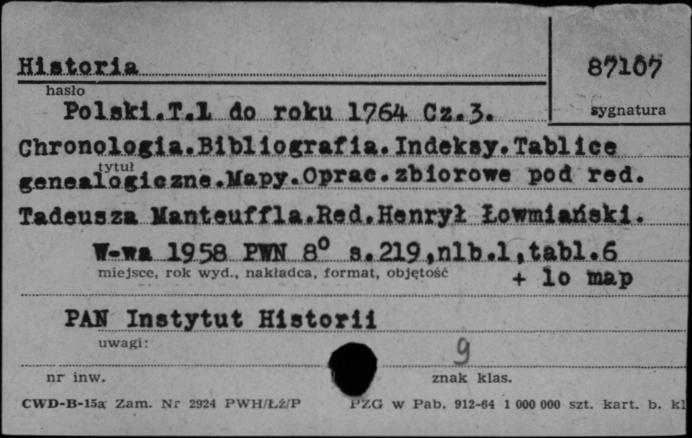 Historia
87107
hasło
sygnatura
Polski.T.1 do roku 1764 Cz.3.
Chronologia.Bibliografia.Indeksy.Tablice
tytuł
genealogiczne.Mapy.Oprac.zbiorowe pod red.
Tadeusza Manteuffla.Red.Henrył Łowmiański.
W-wa 1958 PWN 8° s.219,nlb.1,tabl.6
miejsce, rok wyd., nakładca, format, objętość
+ 1o map
PAN Instytut Historii
uwagi:
9
nr inw.
znak klas.
CWD-B-15a Zam. Nr 2924 PWH/Łż/P
PZG w Pab. 912-64 1 000 000 szt. kart. b. kl